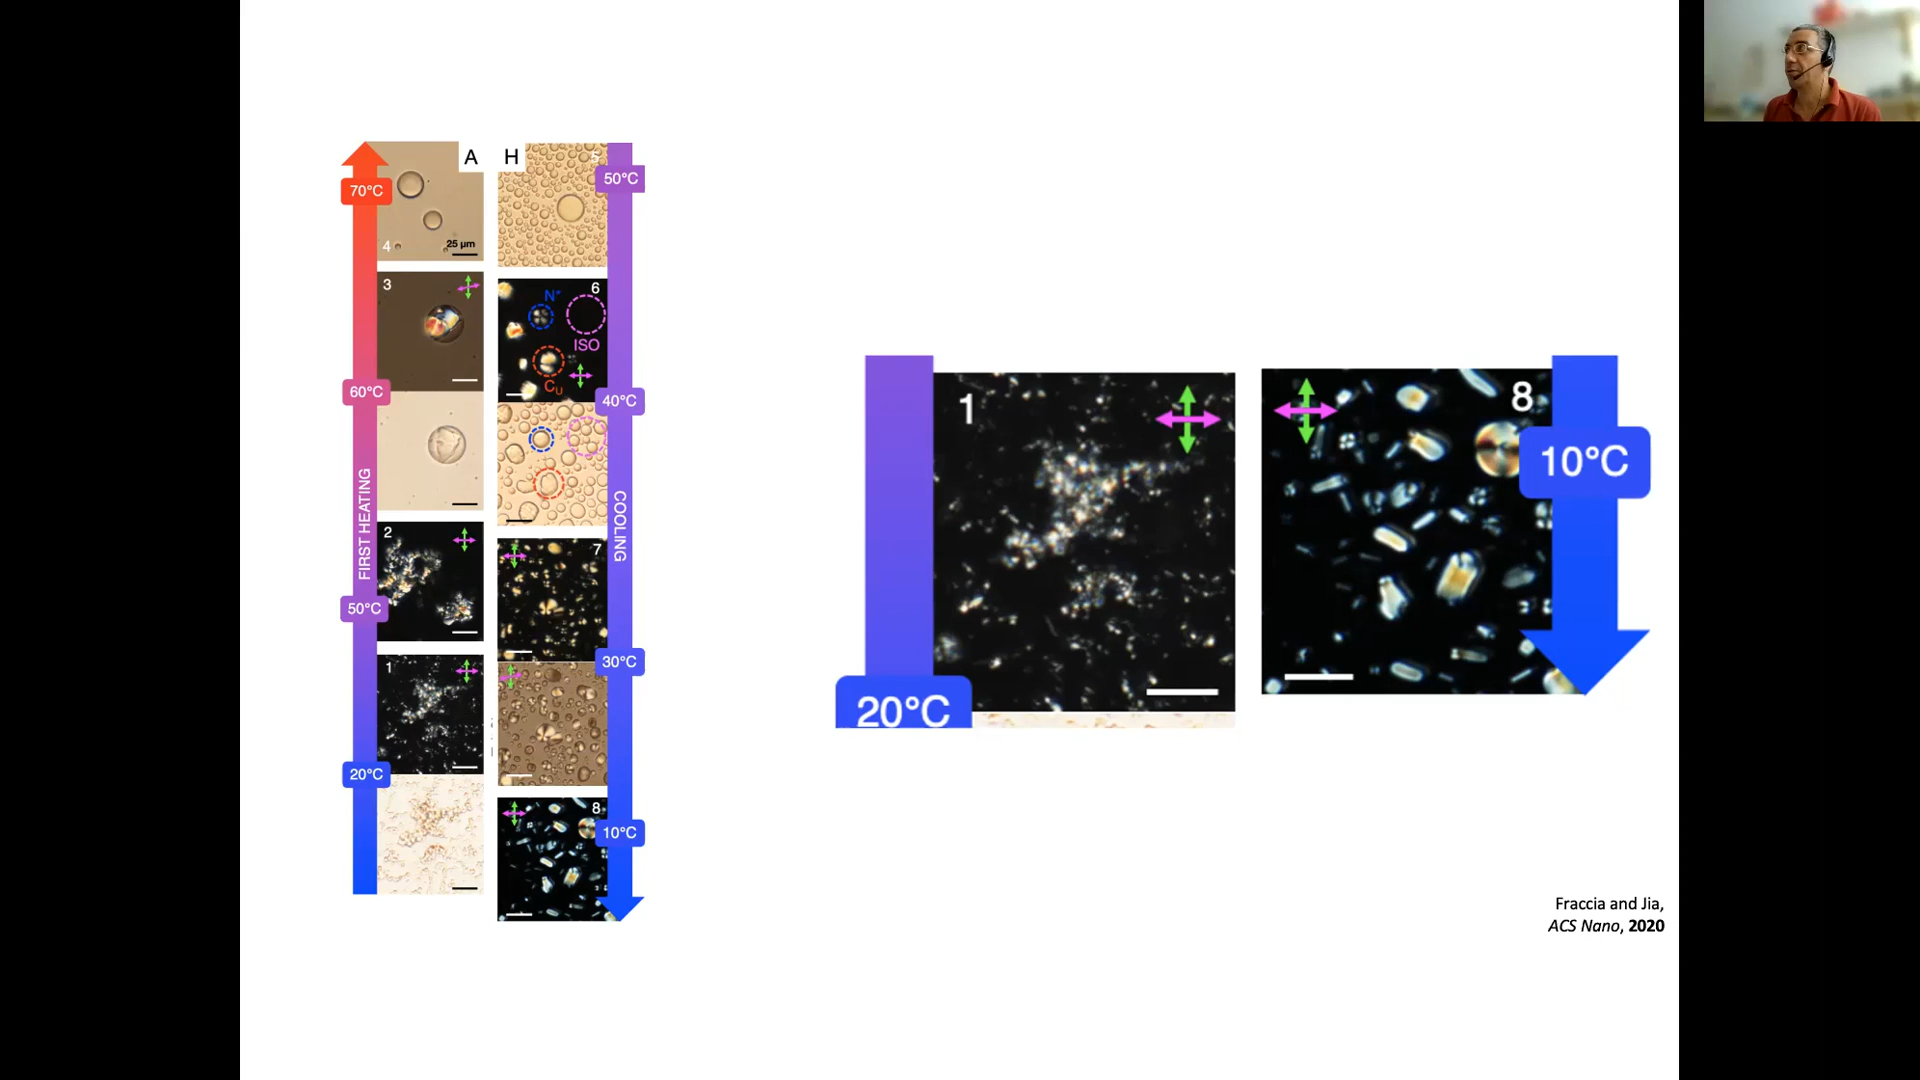 A
70°C
4
25 µm
3
60°C
FIRST HEATING
2
50°C
1
20°C
H
5
50°C
6
N*
ISO
Cu
40°C
COOLING
7
30°C
8
10°C
1
20°C
8
10°C
Fraccia and Jia,
ACS Nano, 2020